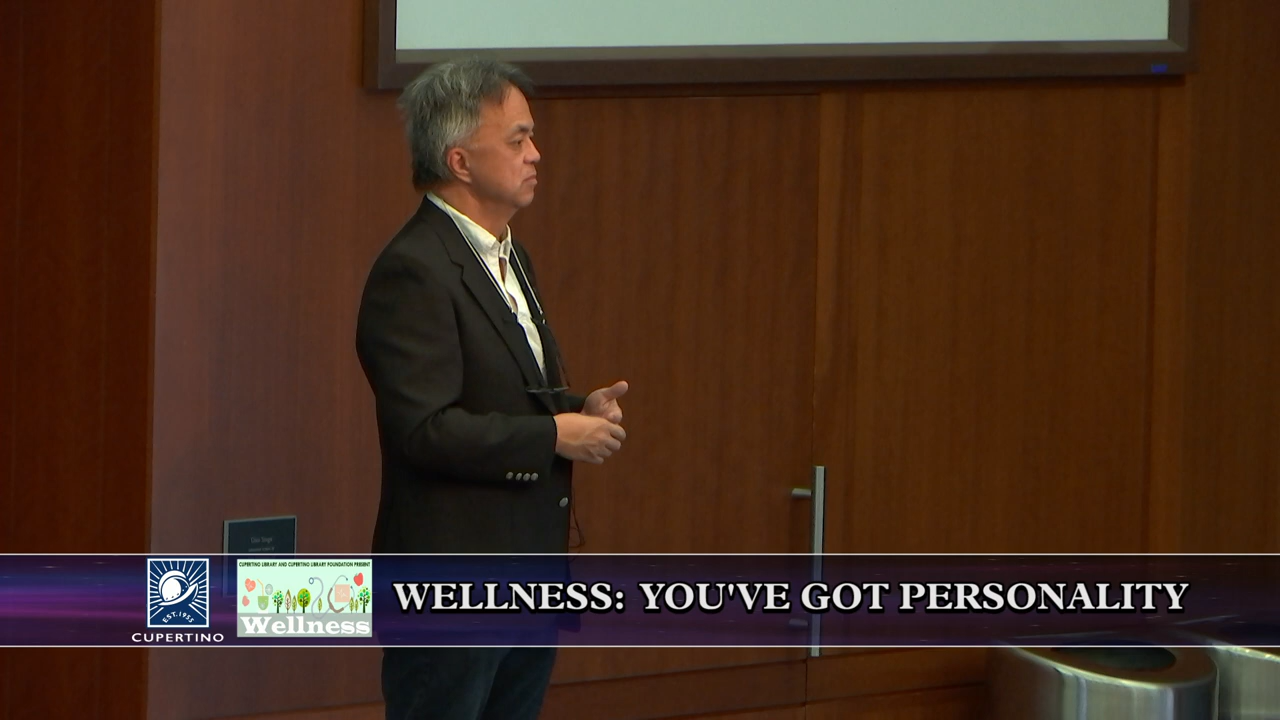 EST. 1955
CUPERTINO
CUPERTINO LIBRARY AND CUPERTINO LIBRARY FOUNDATION PRESENT
Wellness
WELLNESS: YOU'VE GOT PERSONALITY